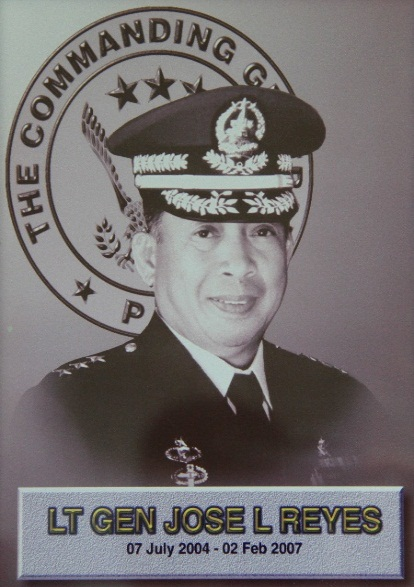 THE COMMANDING G
P
LT GEN JOSE L REYES
07 July 2004 - 02 Feb 2007